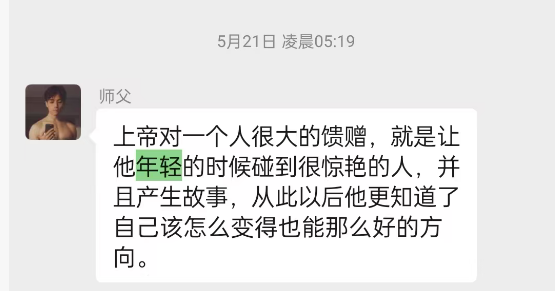 5月21日 凌晨05:19
师父
上帝对一个人很大的馈赠，就是让
他年轻的时候碰到很惊艳的人，并
且产生故事，从此以后他更知道了
自己该怎么变得也能那么好的方
向。